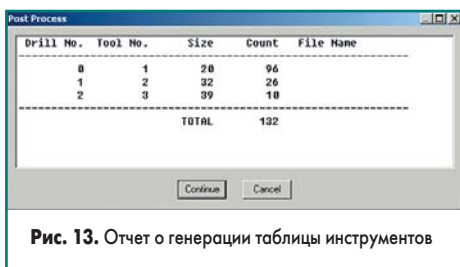 Post Process
Drill No. Tool No. Size Count File Name
0 1 20 96
1 2 32 26
2 3 39 10
TOTAL 132
Continue Cancel
Рис. 13. Отчет о генерации таблицы инструментов